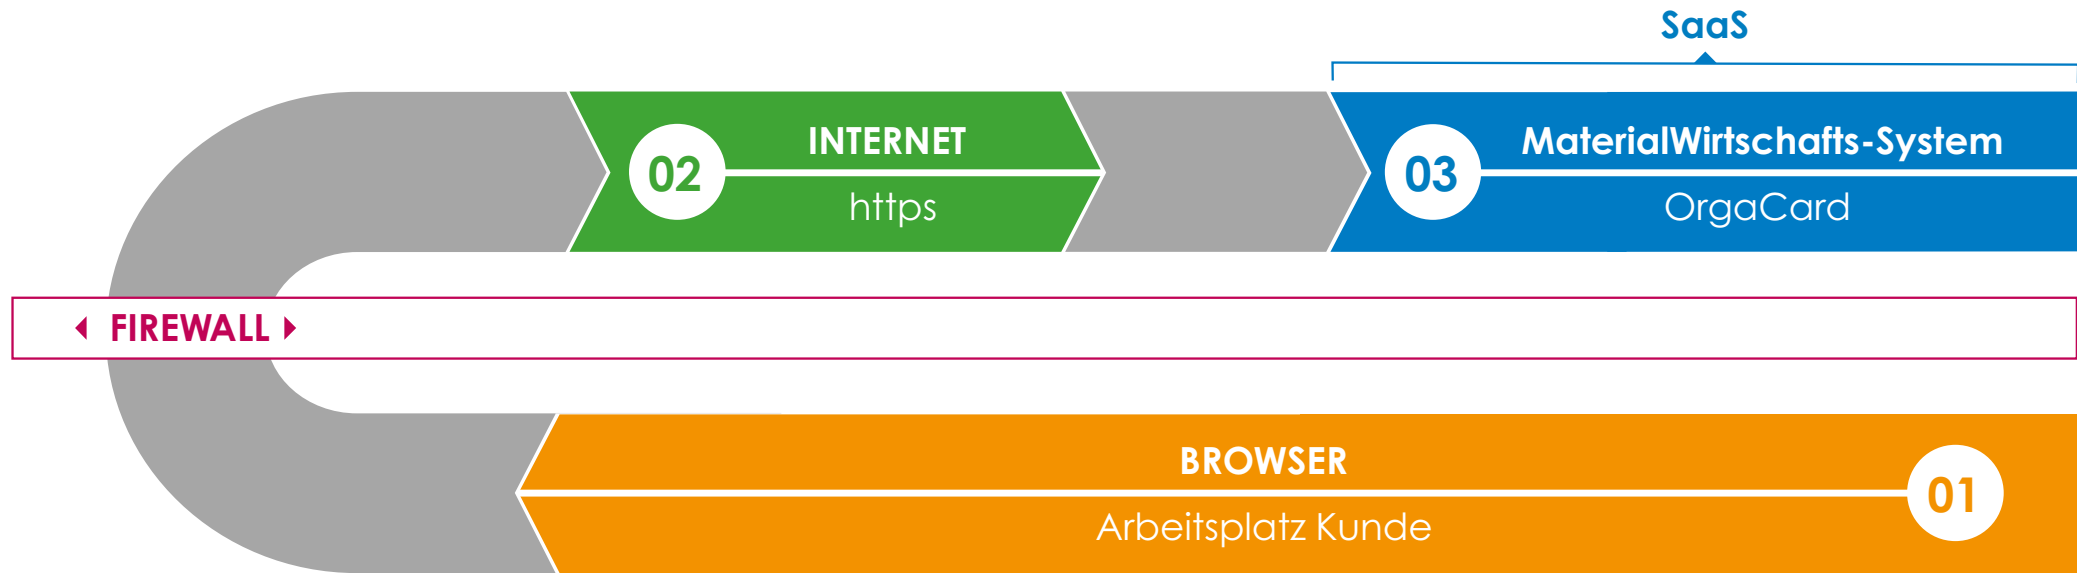 SaaS
02
INTERNET
https
03
MaterialWirtschafts-System
OrgaCard
FIREWALL
BROWSER
Arbeitsplatz Kunde
01